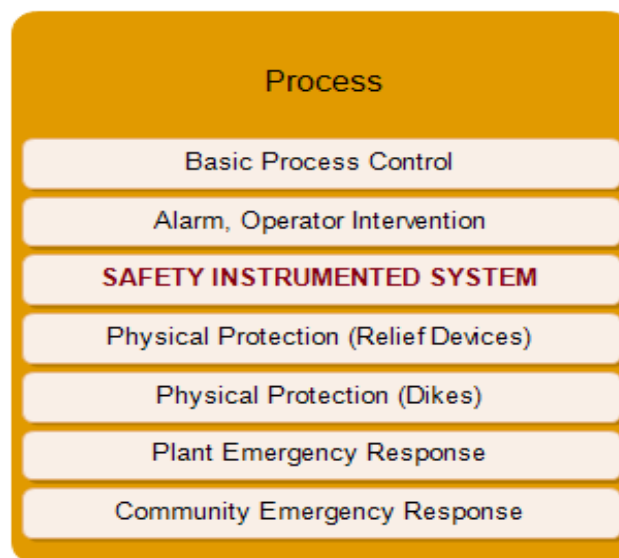 Process
Basic Process Control
Alarm, Operator Intervention
SAFETY INSTRUMENTED SYSTEM
Physical Protection (Relief Devices)
Physical Protection (Dikes)
Plant Emergency Response
Community Emergency Response